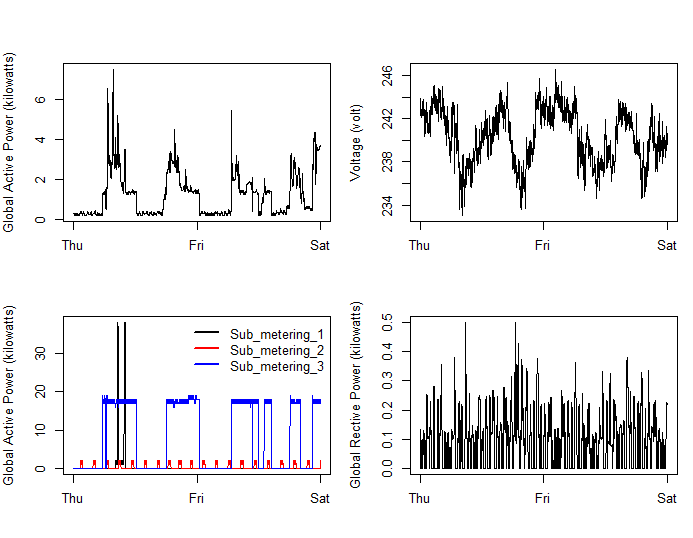 Global Active Power (kilowatts)
6
4
2
0
Thu
Fri
Sat
Voltage (volt)
246
242
238
234
Thu
Fri
Sat
Global Active Power (kilowatts)
30
20
10
0
Sub_metering_1
Sub_metering_2
Sub_metering_3
Thu
Fri
Sat
Global Rective Power (kilowatts)
0.5
0.4
0.3
0.2
0.1
0.0
Thu
Fri
Sat